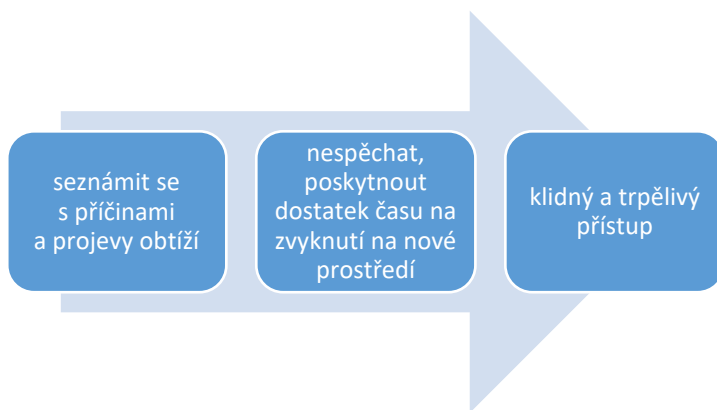 seznámit se
s příčinami
a projevy obtíží
nespěchat,
poskytnout
dostatek času na
zvyknutí na nové
prostředí
klidný a trpělivý
přístup